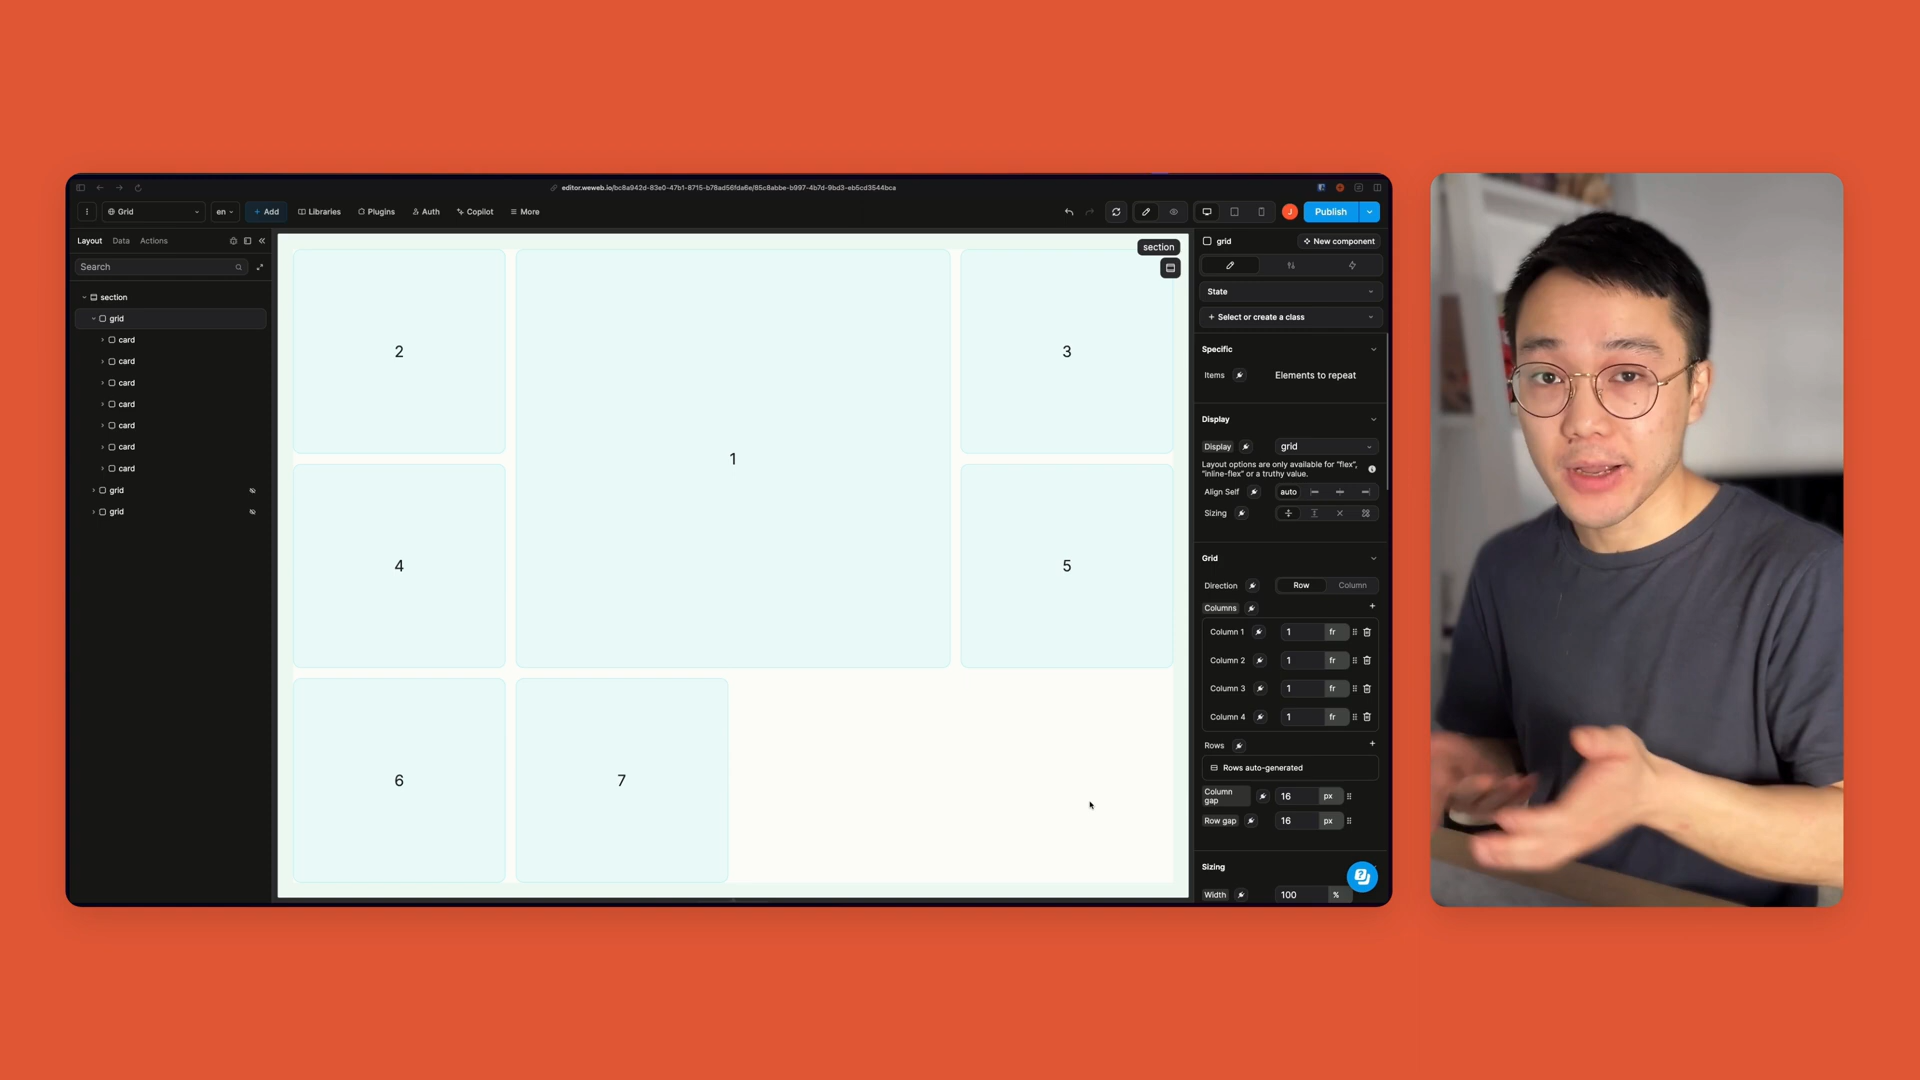 editor.weweb.io/bc8a942d-83e0-47b1-8715-b78ad56fda6e/85c8abbe-b997-4b7d-9bd3-eb5cd3544bca
Grid
en
+ Add
Libraries
Plugins
Auth
Copilot
More
J
Publish
Layout
Data
Actions
Search
section
grid
card
card
card
card
card
card
card
grid
grid
section
2
1
3
4
5
6
7
grid
New component
State
+ Select or create a class
Specific
Items
Elements to repeat
Display
Display
grid
Layout options are only available for "flex",
"inline-flex" or a truthy value.
Align Self
auto
Sizing
Grid
Direction
Row
Column
Columns
Column 1
1
fr
Column 2
1
fr
Column 3
1
fr
Column 4
1
fr
Rows
Rows auto-generated
Column
gap
16
px
Row gap
16
px
Sizing
Width
100
%